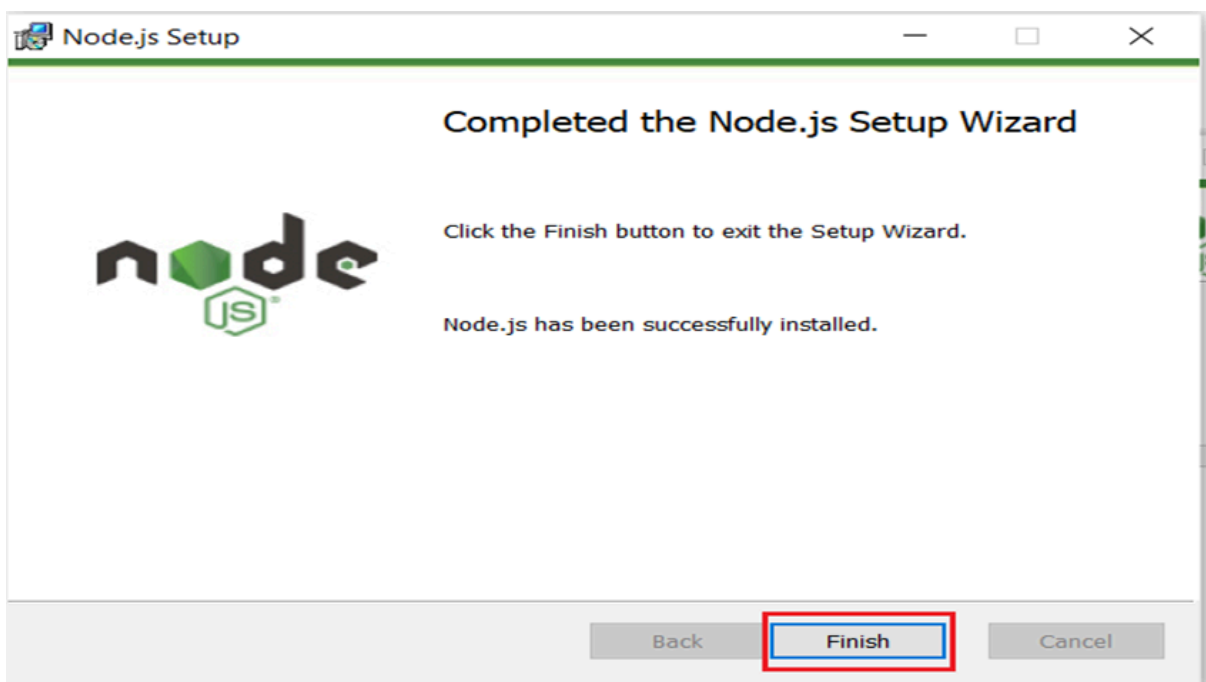 Node.js Setup
Completed the Node.js Setup Wizard
Click the Finish button to exit the Setup Wizard.
node
JS
Node.js has been successfully installed.
Back
Finish
Cancel